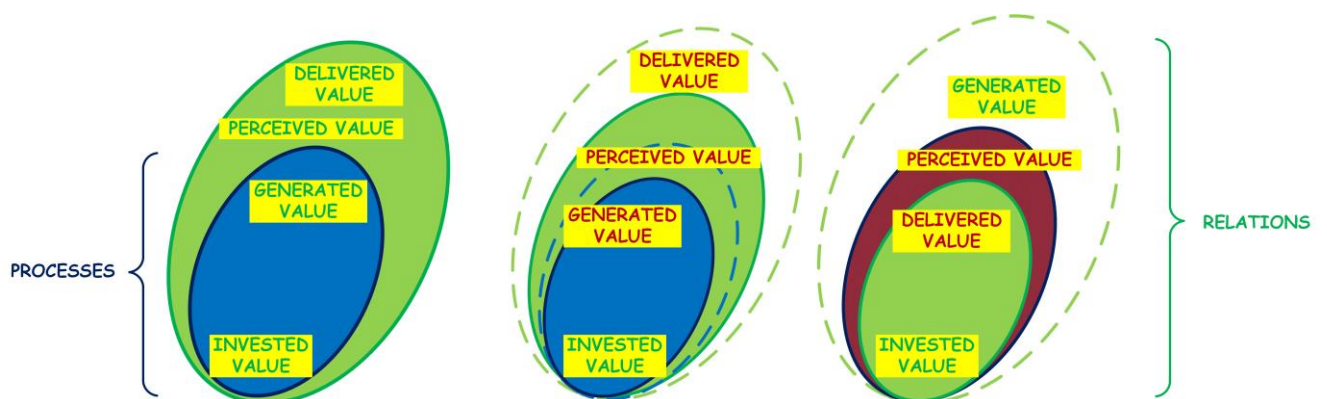 PROCESSES
DELIVERED
VALUE
PERCEIVED VALUE
GENERATED
VALUE
INVESTED
VALUE
DELIVERED
VALUE
PERCEIVED VALUE
GENERATED
VALUE
INVESTED
VALUE
GENERATED
VALUE
PERCEIVED VALUE
DELIVERED
VALUE
INVESTED
VALUE
RELATIONS